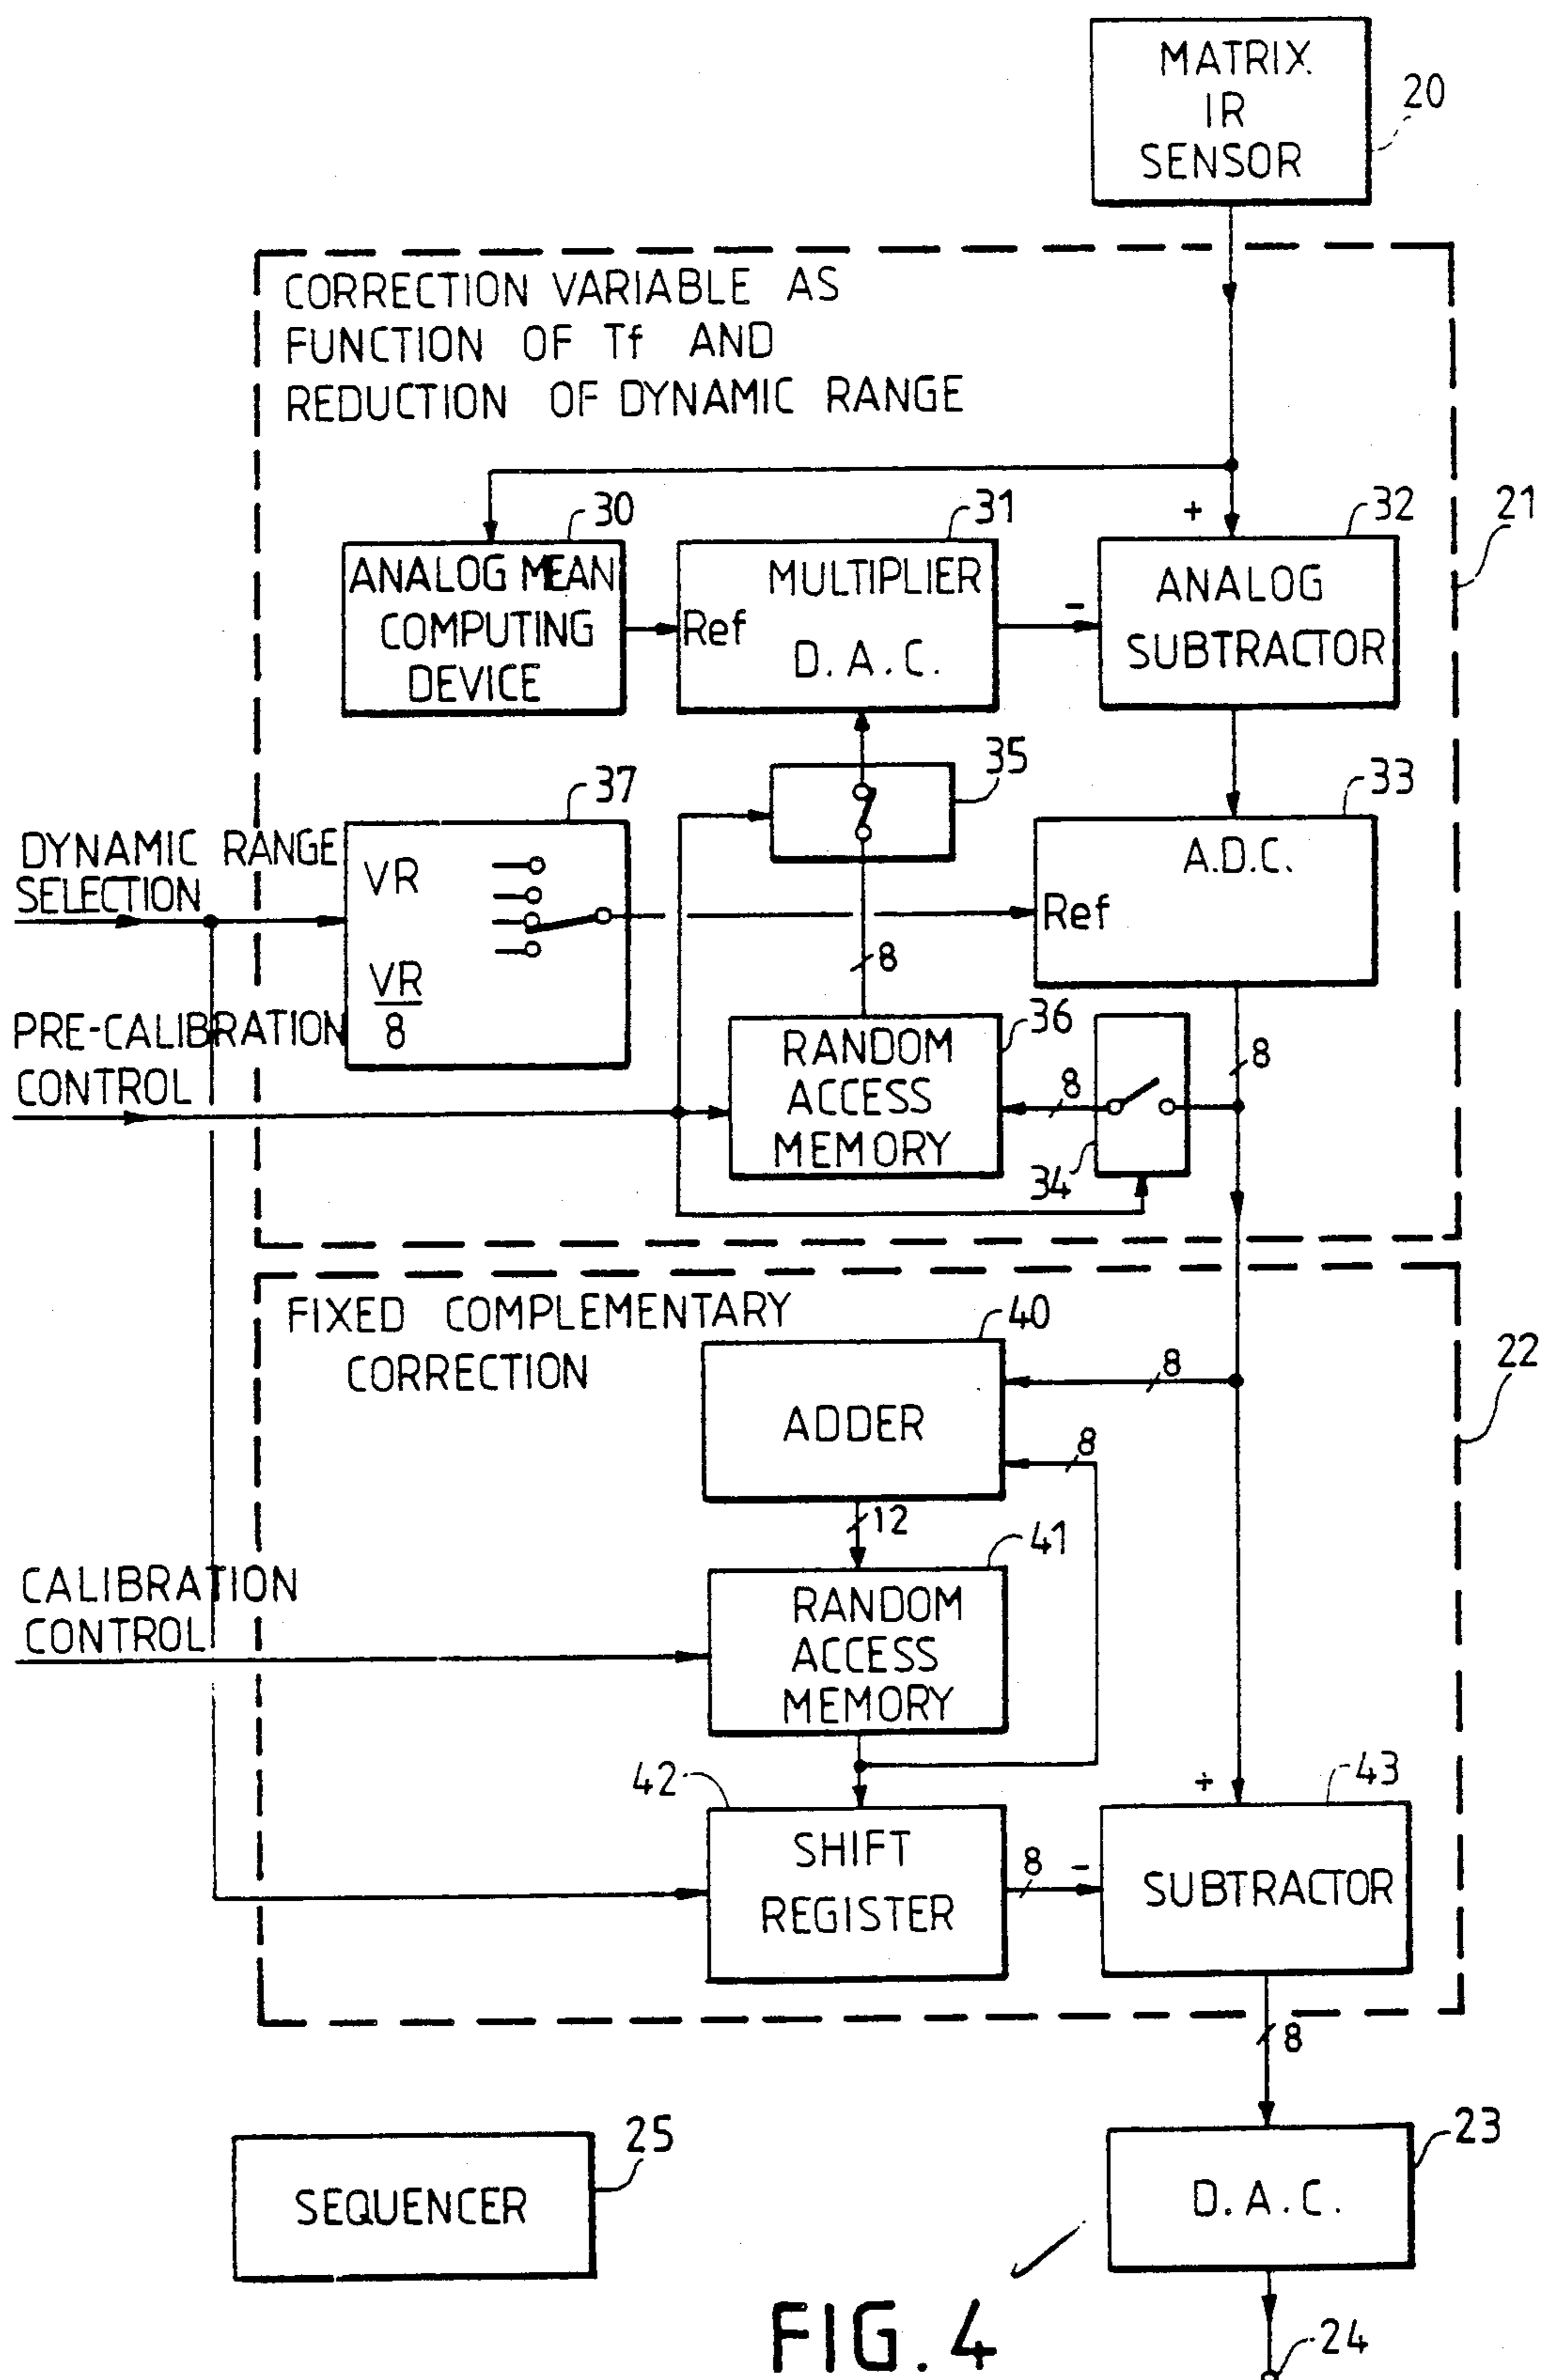 MATRIX
IR
SENSOR
20
CORRECTION VARIABLE AS
FUNCTION OF Tf AND
REDUCTION OF DYNAMIC RANGE
21
30
31
+
32
ANALOG MEAN
COMPUTING
DEVICE
Ref
MULTIPLIER
D.A.C.
-
ANALOG
SUBTRACTOR
35
37
33
DYNAMIC RANGE
SELECTION
VR
VR
8
A.D.C.
Ref
8
PRE-CALIBRATION
CONTROL
36
RANDOM
ACCESS
MEMORY
8
34
8
FIXED COMPLEMENTARY
CORRECTION
40
8
22
ADDER
8
12
41
CALIBRATION
CONTROL
RANDOM
ACCESS
MEMORY
42
+
43
SHIFT
REGISTER
8
-
SUBTRACTOR
8
25
SEQUENCER
23
D.A.C.
FIG.4
24